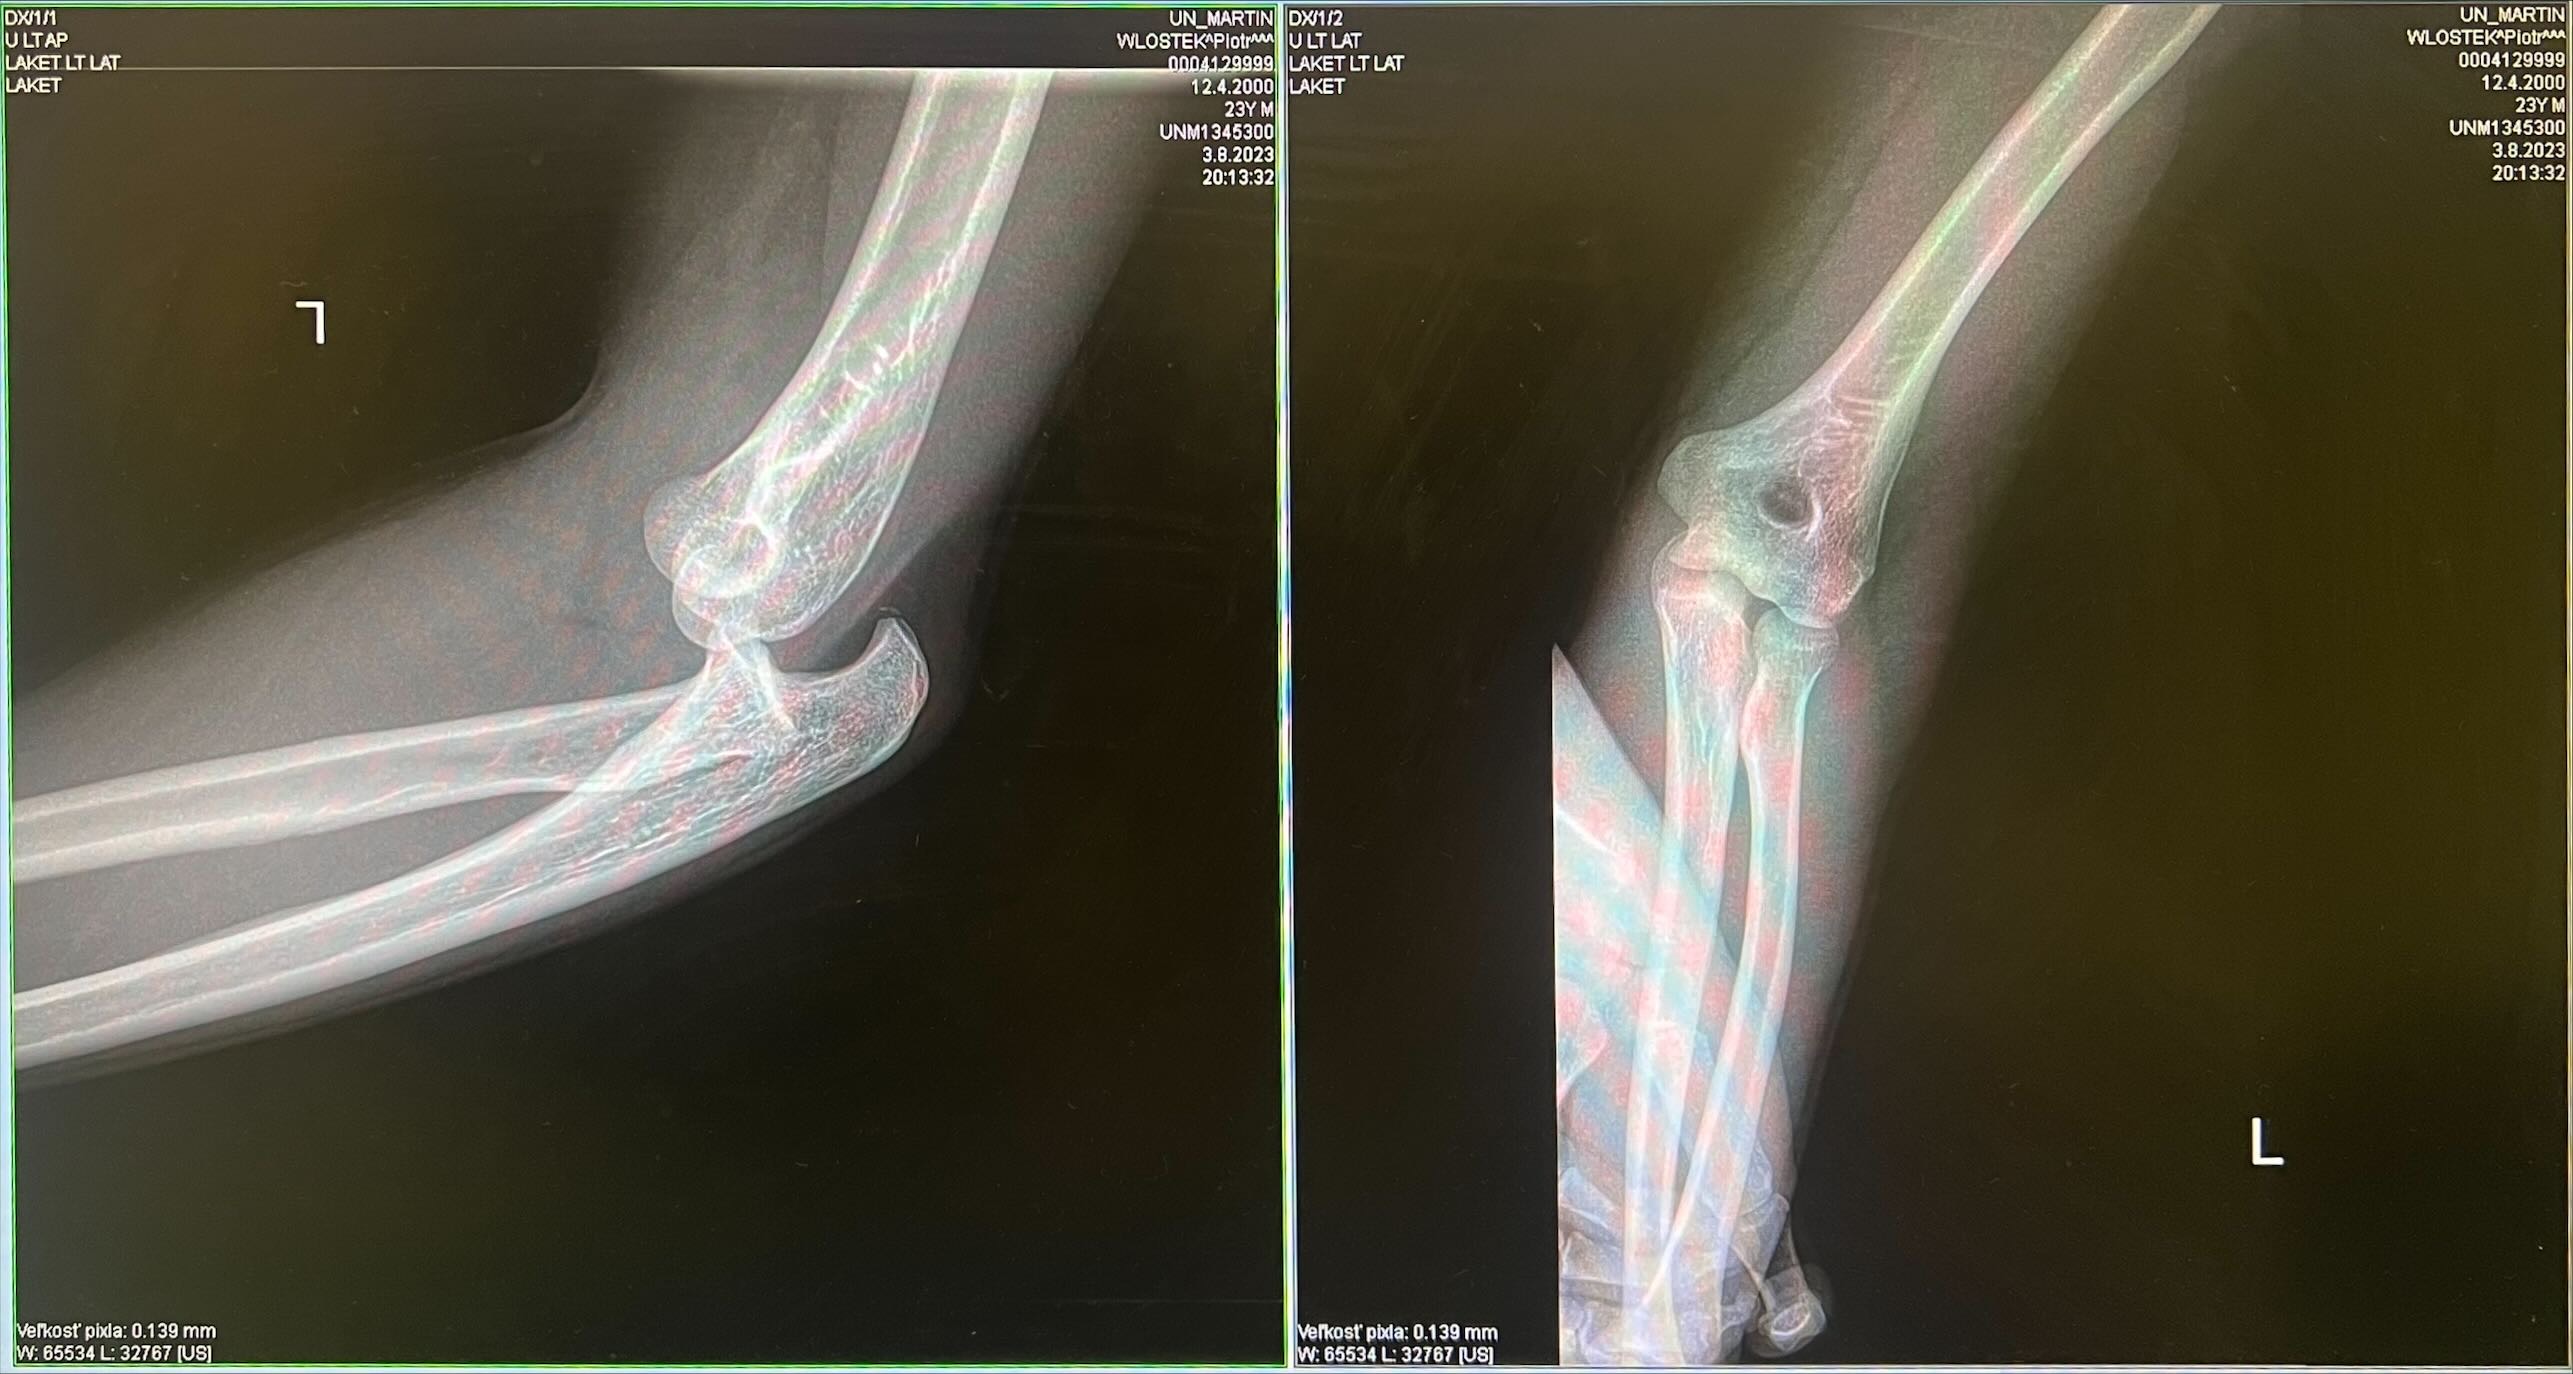 DX/1/1
U LT AP
LAKET LT LAT
LAKET
UN_MARTIN
WLOSTEK^Piotr^^^
0004129999
12.4.2000
23Y M
UNM1345300
3.8.2023
20:13:32
L
Veľkosť pixla: 0.139 mm
W: 65534 L: 32767 [US]
DX/1/2
U LT LAT
LAKET LT LAT
LAKET
UN_MARTIN
WLOSTEK^Piotr^^^
0004129999
12.4.2000
23Y M
UNM1345300
3.8.2023
20:13:32
L
Veľkosť pixla: 0.139 mm
W: 65534 L: 32767 [US]